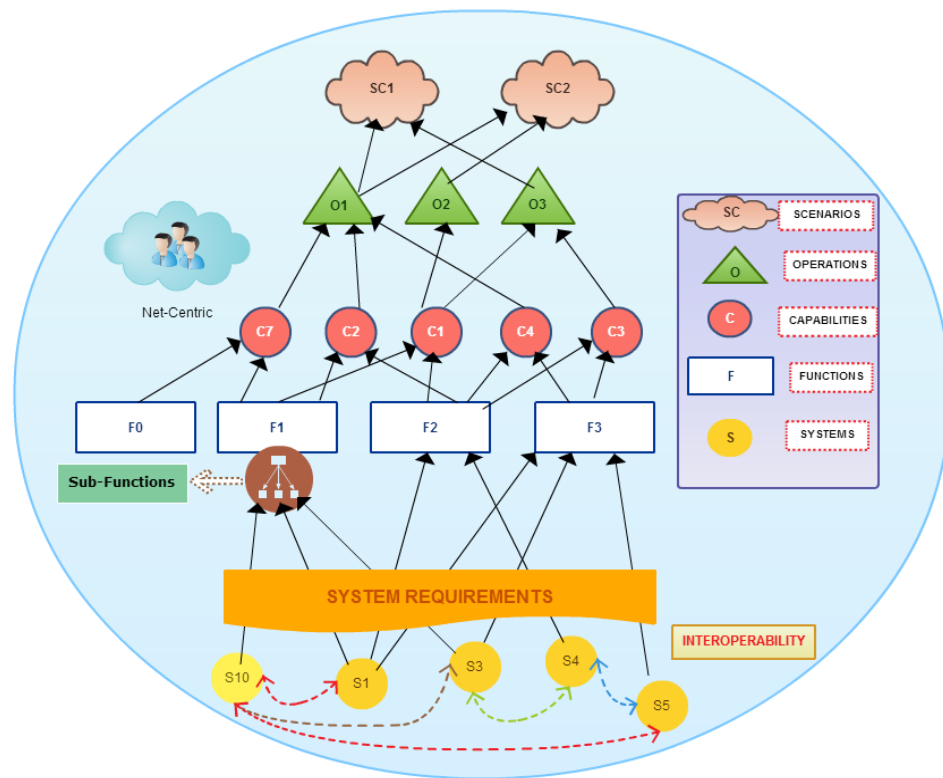 SC1
SC2
O1
O2
O3
SC
SCENARIOS
O
OPERATIONS
C
CAPABILITIES
F
FUNCTIONS
S
SYSTEMS
Net-Centric
C7
C2
C1
C4
C3
F0
F1
F2
F3
Sub-Functions
SYSTEM REQUIREMENTS
INTEROPERABILITY
S10
S1
S3
S4
S5